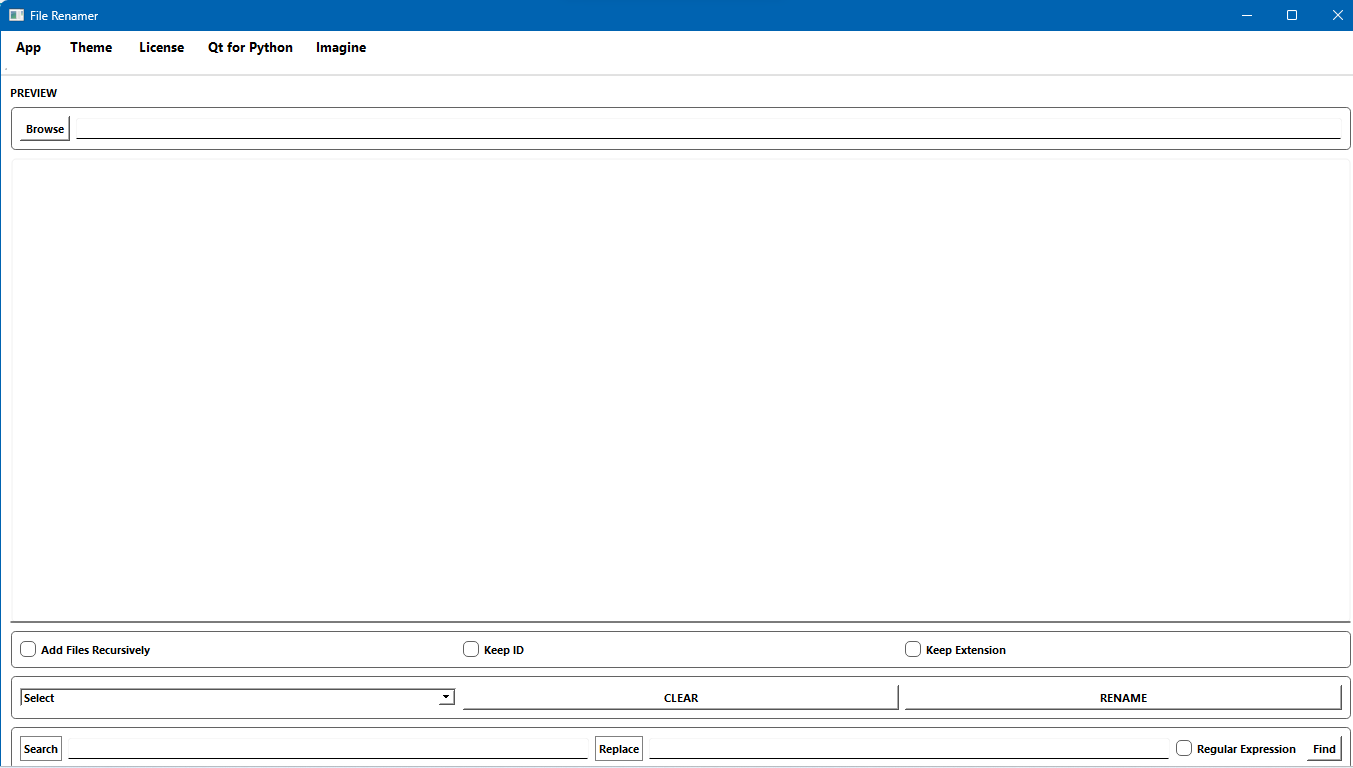 File Renamer
App Theme License Qt for Python Imagine
PREVIEW
Browse
Add Files Recursively Keep ID Keep Extension
Select CLEAR RENAME
Search Replace Regular Expression Find